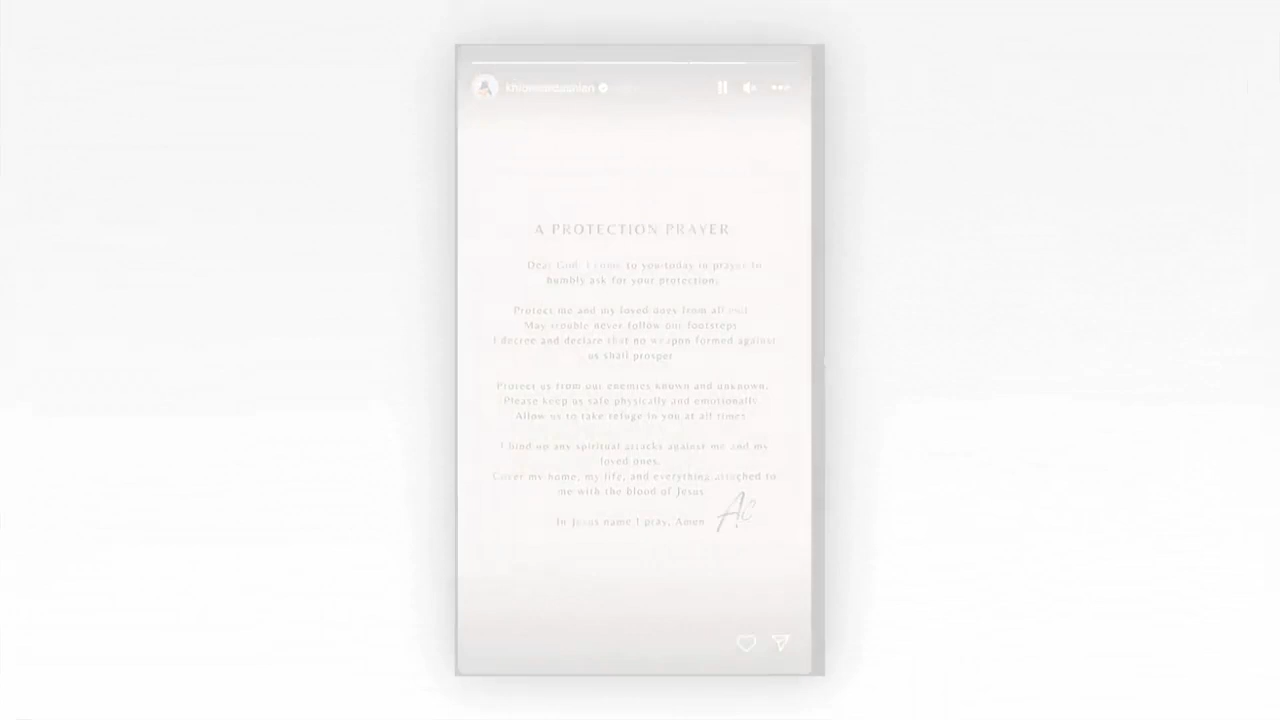 khloekardashian
A PROTECTION PRAYER
Dear God, I come to you today in prayer to
humbly ask for your protection.
Protect me and my loved ones from all evil
May trouble never follow our footsteps
I decree and declare that no weapon formed against
us shall prosper
Protect us from our enemies known and unknown.
Please keep us safe physically and emotionally
Allow us to take refuge in you at all times
I bind up any spiritual attacks against me and my
loved ones.
Cover my home, my life, and everything attached to
me with the blood of Jesus
In Jesus name I pray, Amen
AC